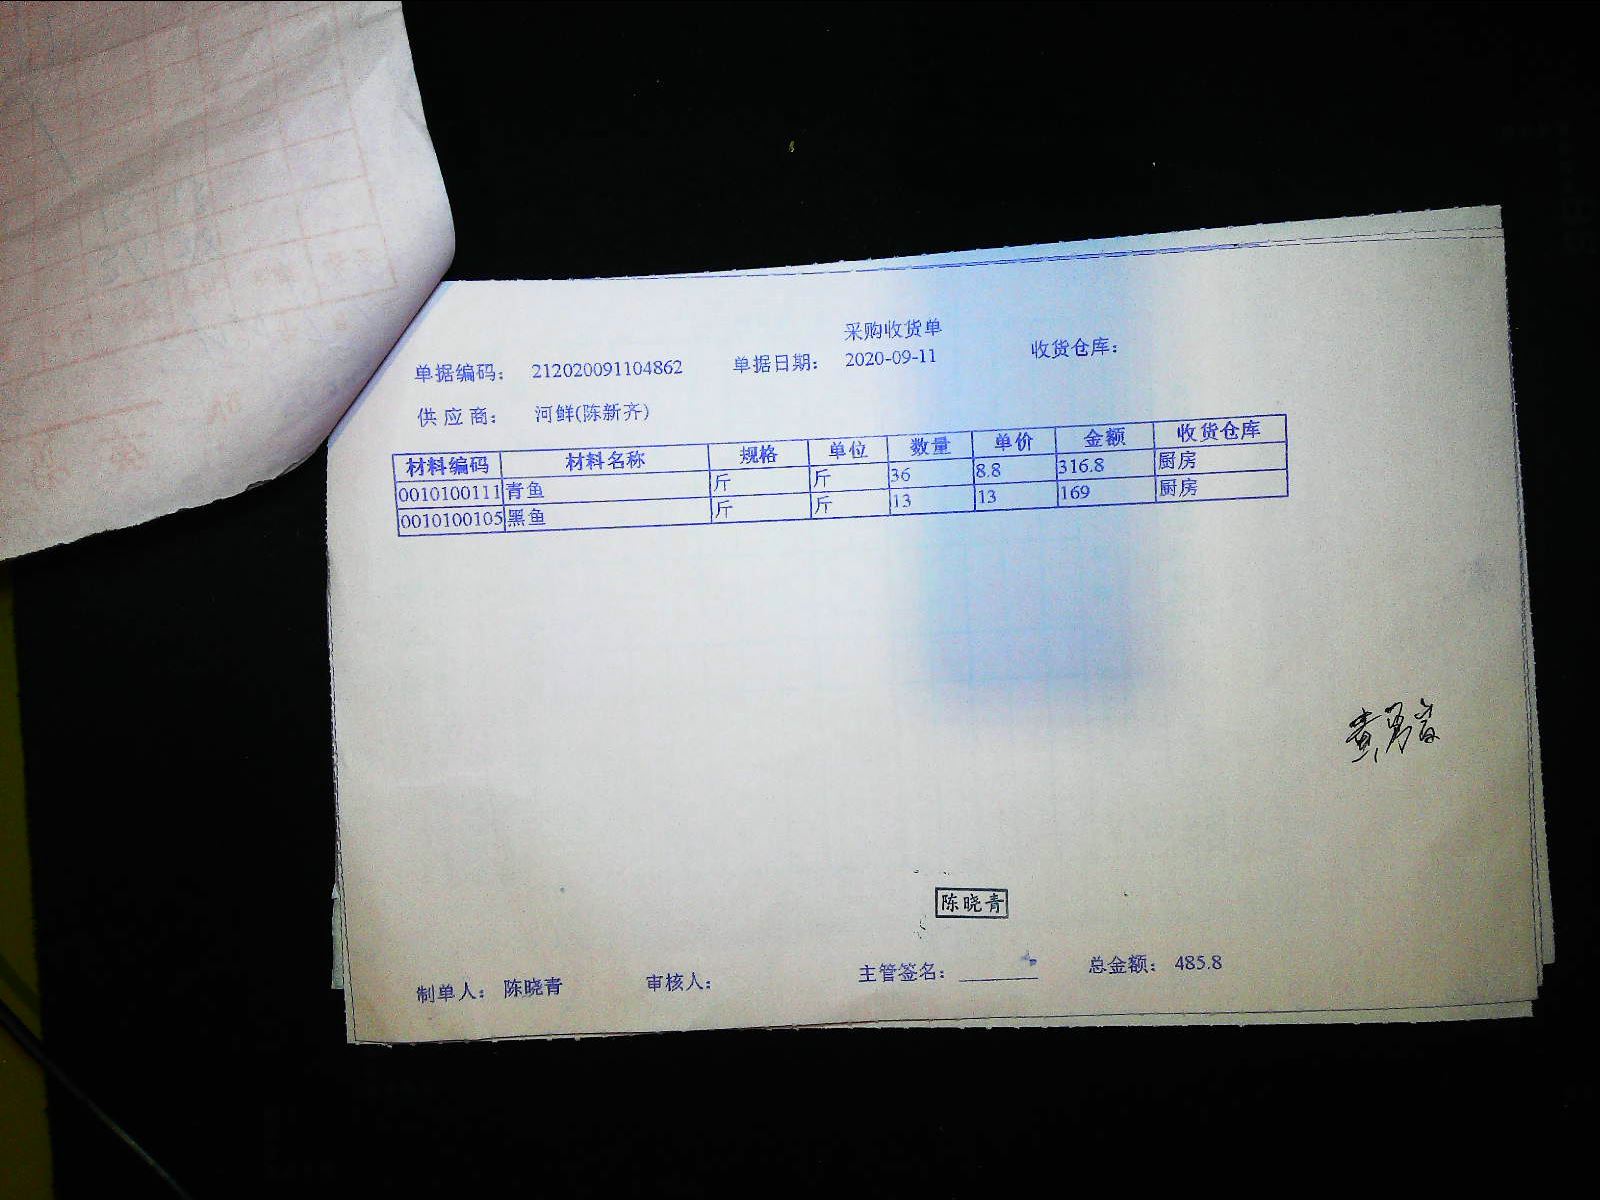 采购收货单
单据编码： 212020091104862 单据日期： 2020-09-11 收货仓库：
供 应 商： 河鲜(陈新齐)
材料编码 材料名称 规格 单位 数量 单价 金额 收货仓库
0010100111 青鱼 斤 斤 36 8.8 316.8 厨房
0010100105 黑鱼 斤 斤 13 13 169 厨房
陈晓青
制单人： 陈晓青 审核人： 主管签名： 总金额： 485.8